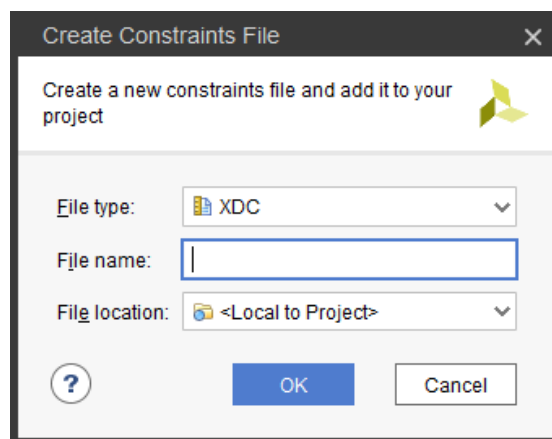 Create Constraints File
Create a new constraints file and add it to your
project
File type: XDC
File name:
File location: <Local to Project>
? OK Cancel